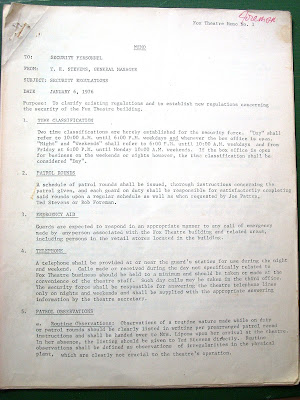 Fox Theatre Memo No. 1
MEMO
TO: SECURITY PERSONNEL
FROM: T. E. STEVENS, GENERAL MANAGER
SUBJECT: SECURITY REGULATIONS
DATE JANUARY 6, 1976
Purpose: To clarify existing regulations and to establish new regulations concerning
the security of the Fox Theatre building.
1. TIME CLASSIFICATION
Two time classifications are hereby established for the security force. "Day" shall
refer to 10:00 A.M. until 6:00 P.M. weekdays and whenever the box office is open.
"Night" and "Weekends" shall refer to 6:00 P.M. until 10:00 A.M. weekdays and from
Friday at 6:00 P.M. until Monday 10:00 A.M. weekends. If the box office is open
for business on the weekends or nights however, the time classification shall be
considered "Day".
2. PATROL ROUNDS
A schedule of patrol rounds shall be issued, thorough instructions concerning the
patrol given, and each guard on duty shall be responsible for satisfactorily completing
said rounds upon a regular schedule as well as when requested by Joe Patten,
Ted Stevens or Bob Foreman.
3. EMERGENCY AID
Guards are expected to respond in an appropriate manner to any call of emergency
made by any person associated with the Fox Theatre building and related areas,
including persons in the retail stores located in the building.
4. TELEPHONE
A telephone shall be provided at or near the guard's station for use during the night
and weekend. Calls made or received during the day not specifically related to
Fox Theatre business should be held to a minimum and should be taken or made at the
convenience of the theatre staff. Such calls may be taken in the theatre office.
The security force shall be responsible for answering the theatre telephone lines
only on nights and weekends and shall be supplied with the appropriate answering
information by the theatre secretary.
5. PATROL OBSERVATIONS
a. Routine Observations: Observations of a routine nature made while on duty
or patrol rounds should be clearly listed in writing per prearranged patrol round
instructions and shall be handed over to Mrs. upon her arrival at the theatre.
In her absence, the listing should be given to Ted Stevens directly. Routine
observations shall be defined as observations of irregularities in the physical
plant, which are clearly not crucial to the theatre's operation.